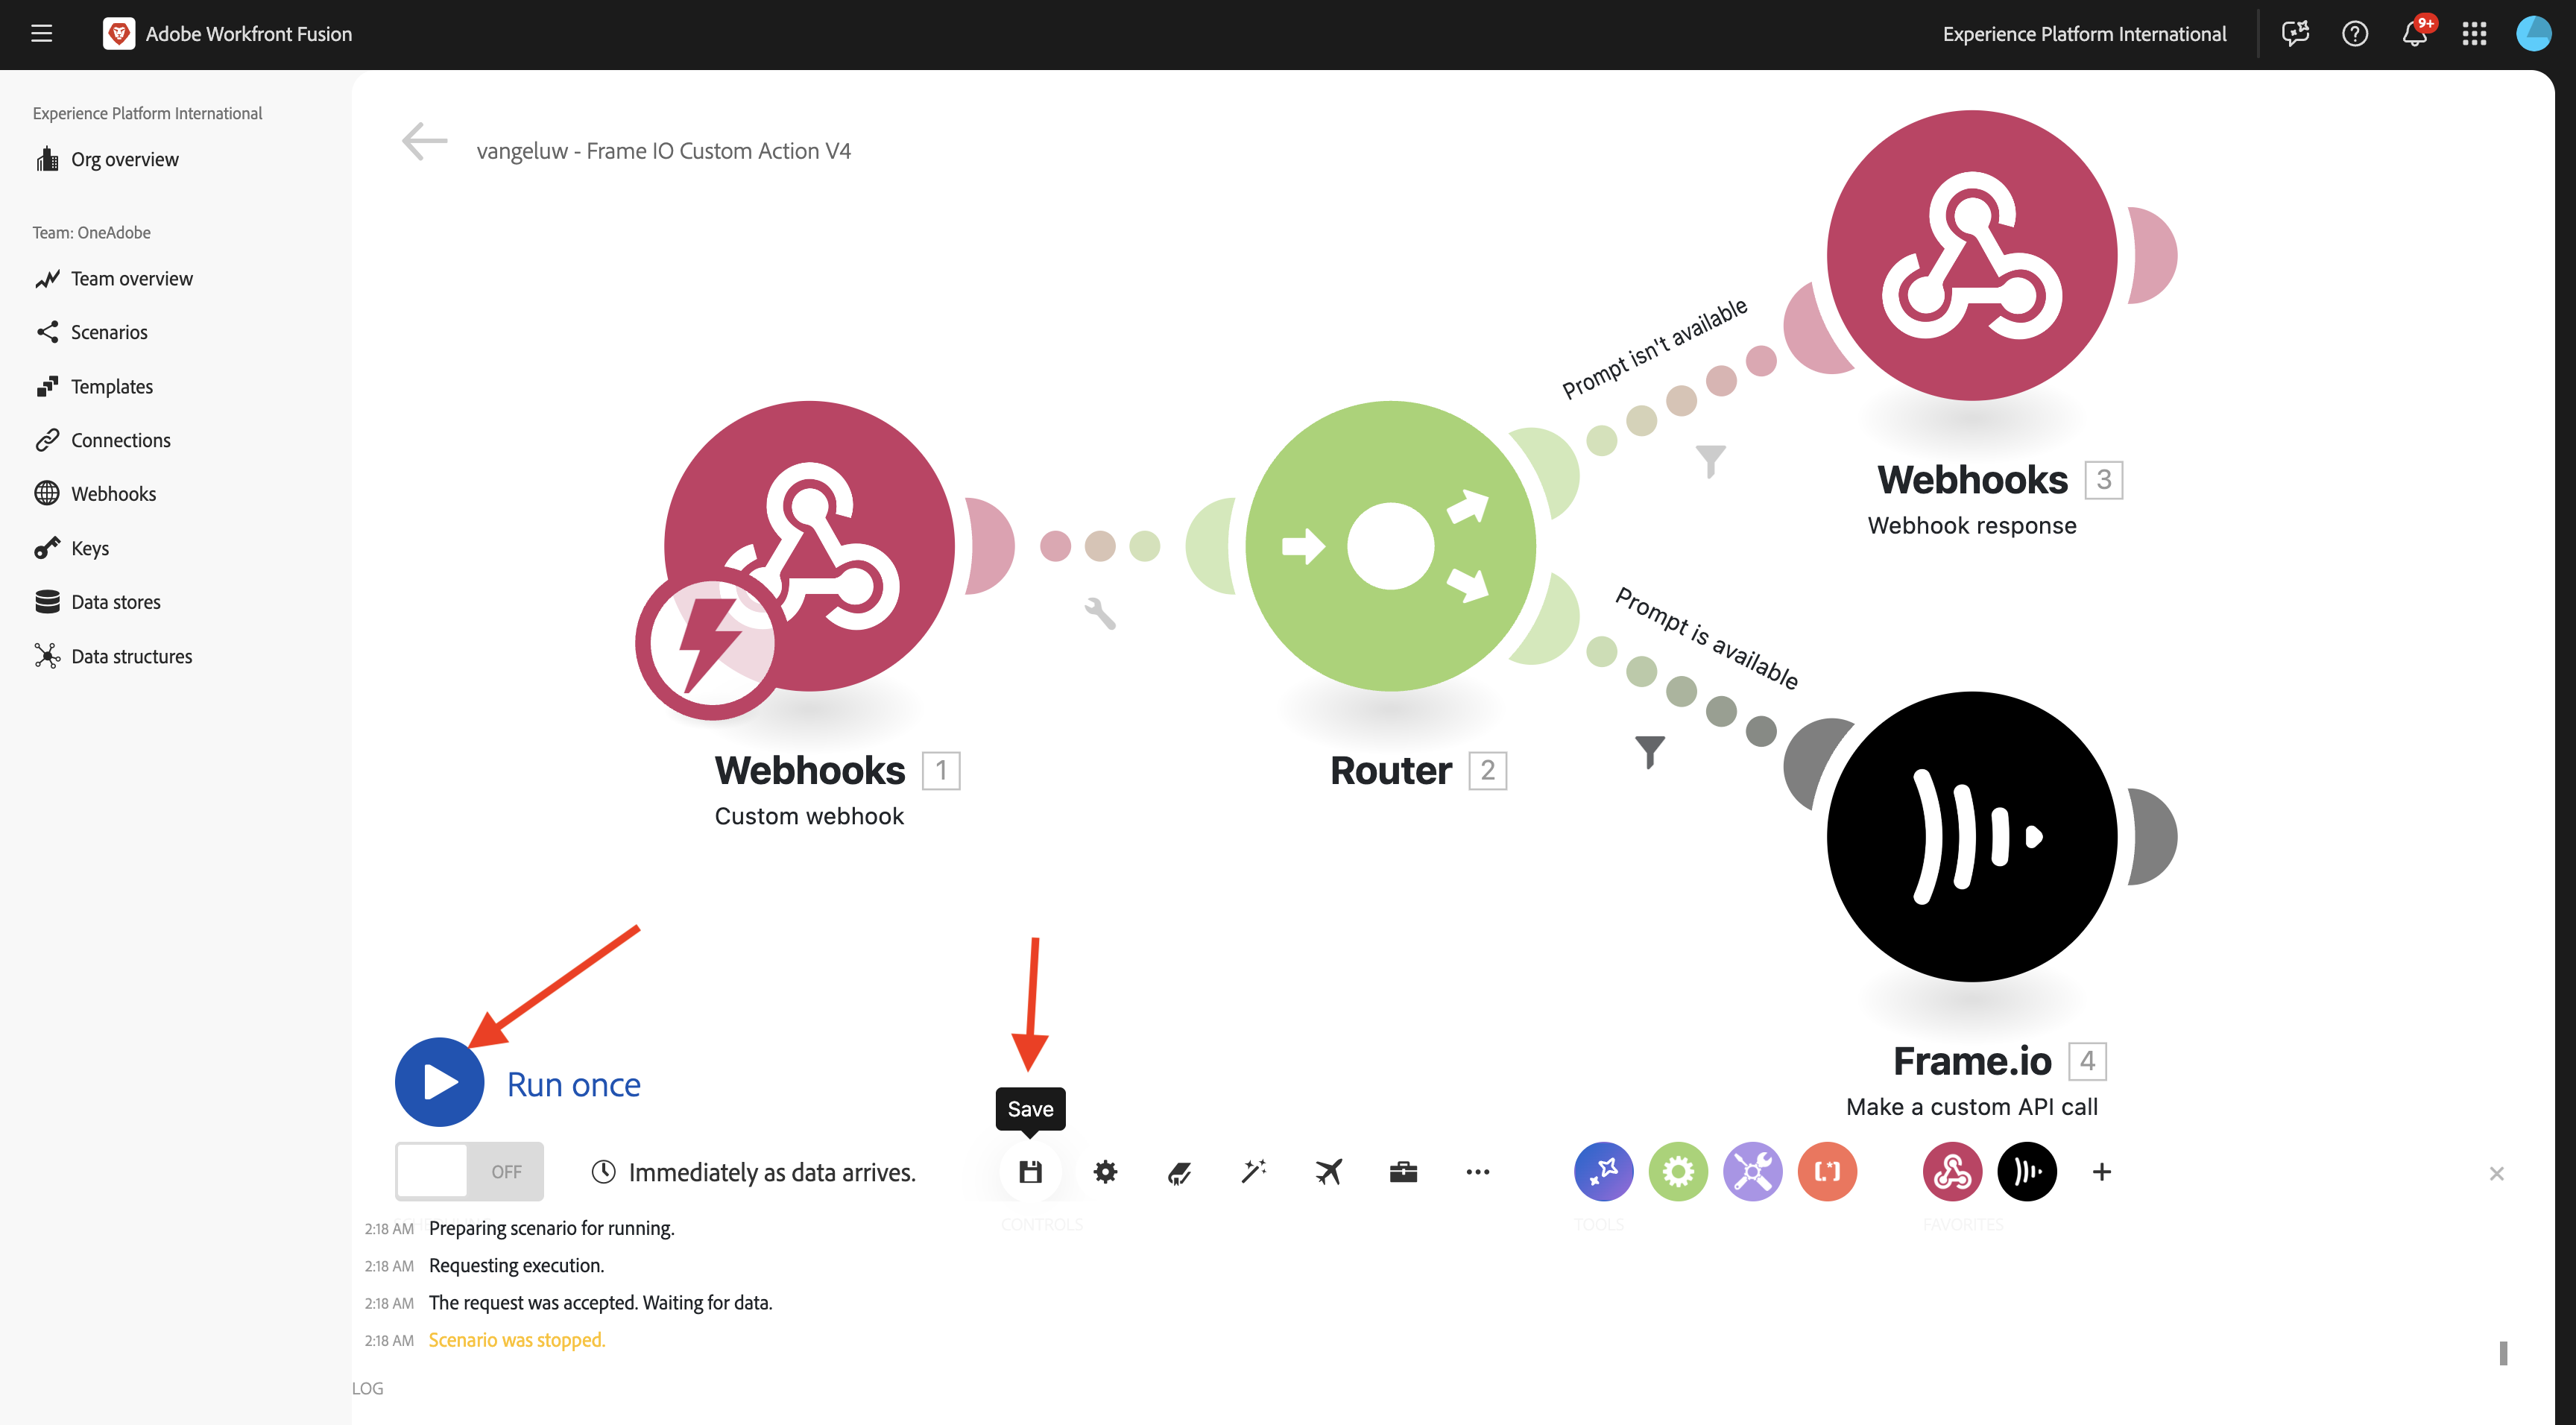 Adobe Workfront Fusion
Experience Platform International
9+
Experience Platform International
Org overview
Team: OneAdobe
Team overview
Scenarios
Templates
Connections
Webhooks
Keys
Data stores
Data structures
vangeluw - Frame IO Custom Action V4
Prompt isn't available
Webhooks 3
Webhook response
Prompt is available
Webhooks 1
Custom webhook
Router 2
Frame.io 4
Make a custom API call
Run once
Save
OFF
Immediately as data arrives.
[.*]
CONTROLS
TOOLS
FAVORITES
2:18 AM Preparing scenario for running.
2:18 AM Requesting execution.
2:18 AM The request was accepted. Waiting for data.
2:18 AM Scenario was stopped.
LOG